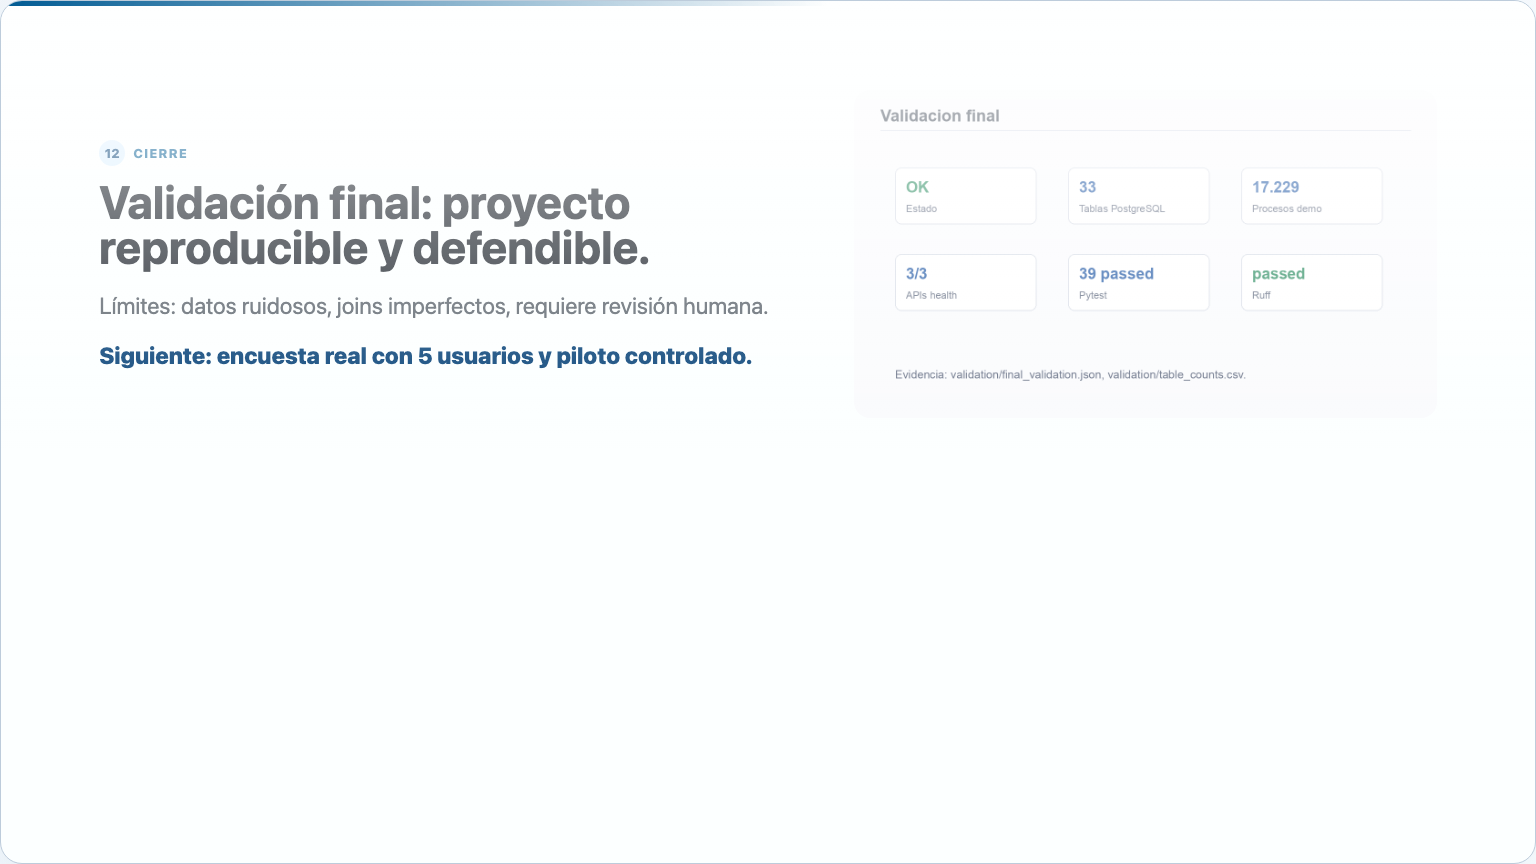 12 CIERRE
Validación final: proyecto
reproducible y defendible.
Límites: datos ruidosos, joins imperfectos, requiere revisión humana.
Siguiente: encuesta real con 5 usuarios y piloto controlado.
Validacion final
OK
Estado
33
Tablas PostgreSQL
17.229
Procesos demo
3/3
APIs health
39 passed
Pytest
passed
Ruff
Evidencia: validation/final_validation.json, validation/table_counts.csv.